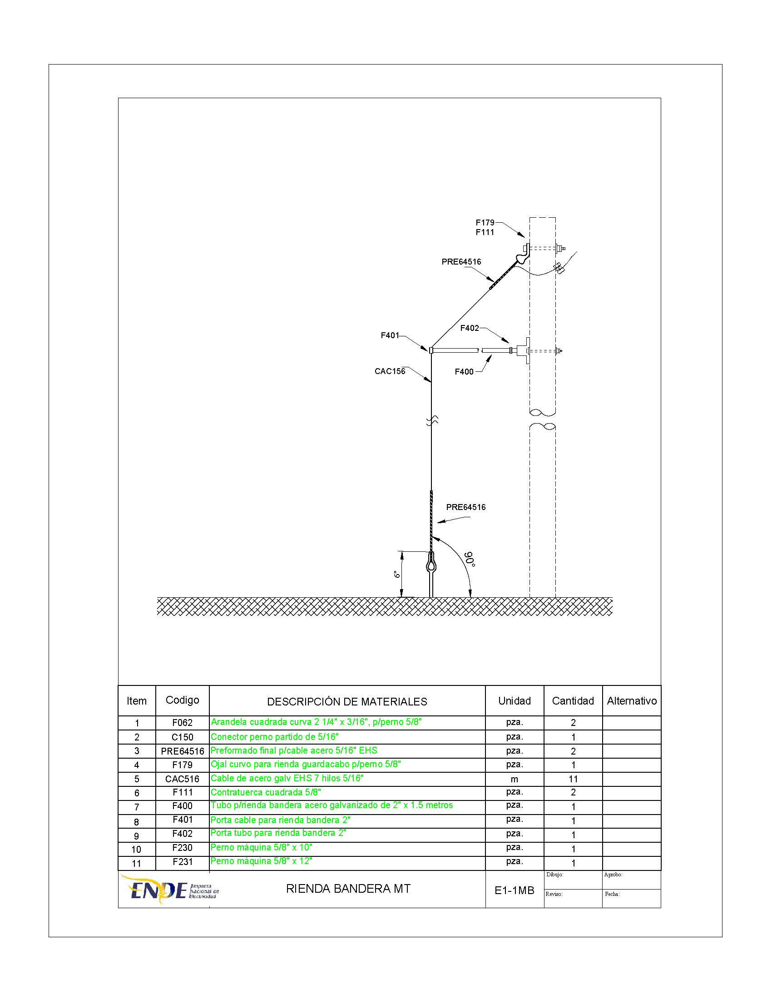 F179
F111
PRE64516
F402
F401
CAC156
F400
PRE64516
90°
6"
Item Codigo DESCRIPCIÓN DE MATERIALES Unidad Cantidad Alternativo
1 F062 Arandela cuadrada curva 2 1/4" x 3/16", p/perno 5/8" pza. 2
2 C150 Conector perno partido de 5/16" pza. 1
3 PRE64516 Preformado final p/cable acero 5/16" EHS pza. 2
4 F179 Ojal curvo para rienda guardacabo p/perno 5/8" pza. 1
5 CAC516 Cable de acero galv EHS 7 hilos 5/16" m 11
6 F111 Contratuerca cuadrada 5/8" pza. 2
7 F400 Tubo p/rienda bandera acero galvanizado de 2" x 1.5 metros pza. 1
8 F401 Porta cable para rienda bandera 2" pza. 1
9 F402 Porta tubo para rienda bandera 2" pza. 1
10 F230 Perno máquina 5/8" x 10" pza. 1
11 F231 Perno máquina 5/8" x 12" pza. 1
ENDE Empresa
Nacional de
Electricidad
RIENDA BANDERA MT
E1-1MB
Dibujo: Aprobo:
Reviso: Fecha: